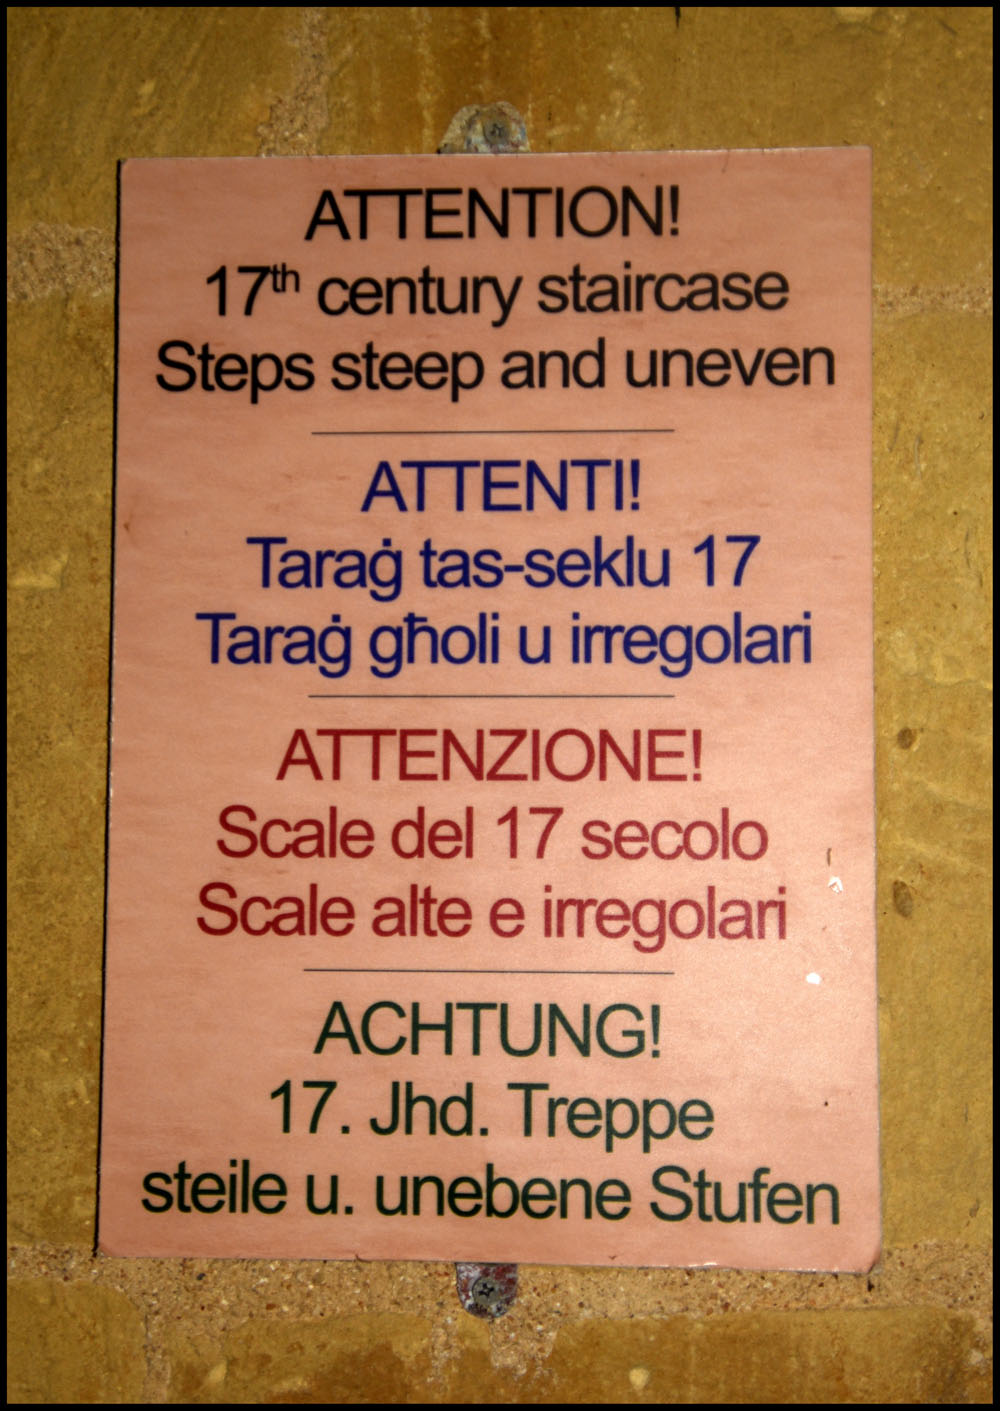 ATTENTION!
17th century staircase
Steps steep and uneven
ATTENTI!
Taraġ tas-seklu 17
Taraġ għoli u irregolari
ATTENZIONE!
Scale del 17 secolo
Scale alte e irregolari
ACHTUNG!
17. Jhd. Treppe
steile u. unebene Stufen